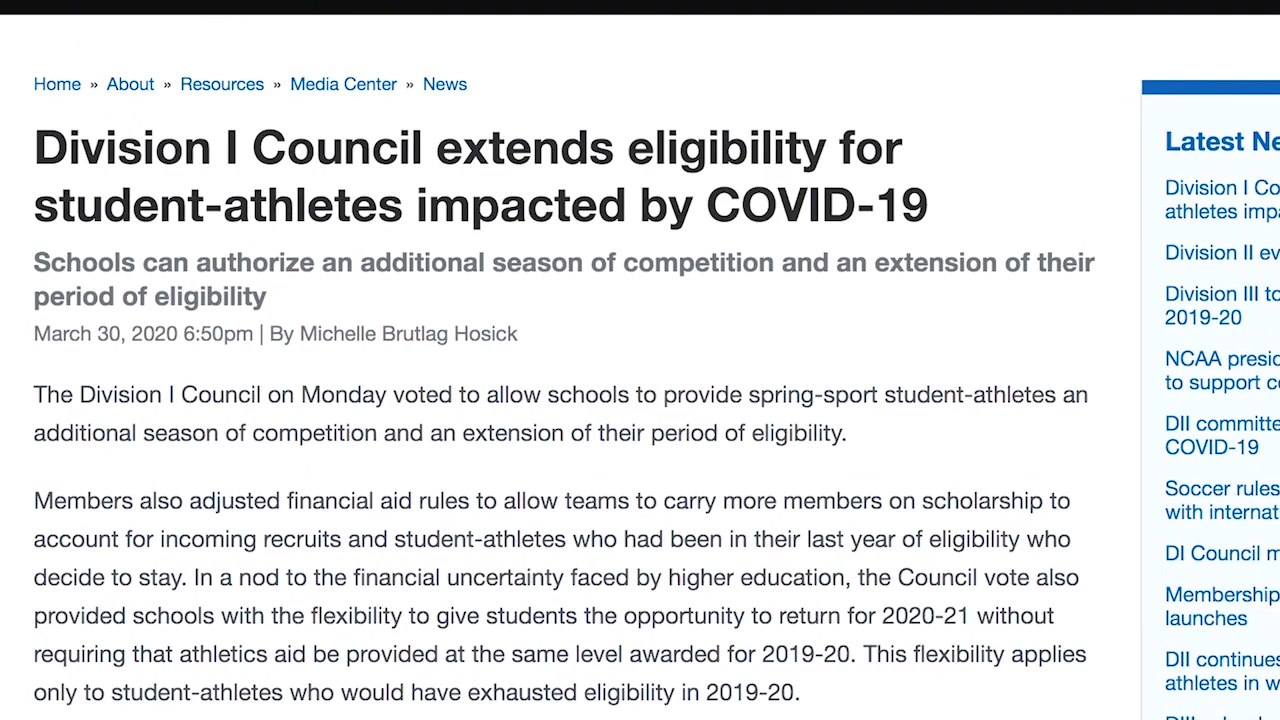 Home » About » Resources » Media Center » News
Division I Council extends eligibility for
student-athletes impacted by COVID-19
Schools can authorize an additional season of competition and an extension of their
period of eligibility
March 30, 2020 6:50pm | By Michelle Brutlag Hosick
The Division I Council on Monday voted to allow schools to provide spring-sport student-athletes an
additional season of competition and an extension of their period of eligibility.
Members also adjusted financial aid rules to allow teams to carry more members on scholarship to
account for incoming recruits and student-athletes who had been in their last year of eligibility who
decide to stay. In a nod to the financial uncertainty faced by higher education, the Council vote also
provided schools with the flexibility to give students the opportunity to return for 2020-21 without
requiring that athletics aid be provided at the same level awarded for 2019-20. This flexibility applies
only to student-athletes who would have exhausted eligibility in 2019-20.
Latest
Division I
athletes
Division II
Division III
2019-20
NCAA
to support
DII
COVID-19
Soccer rules
with
DI Council
Membership
launches
DII
athletes in